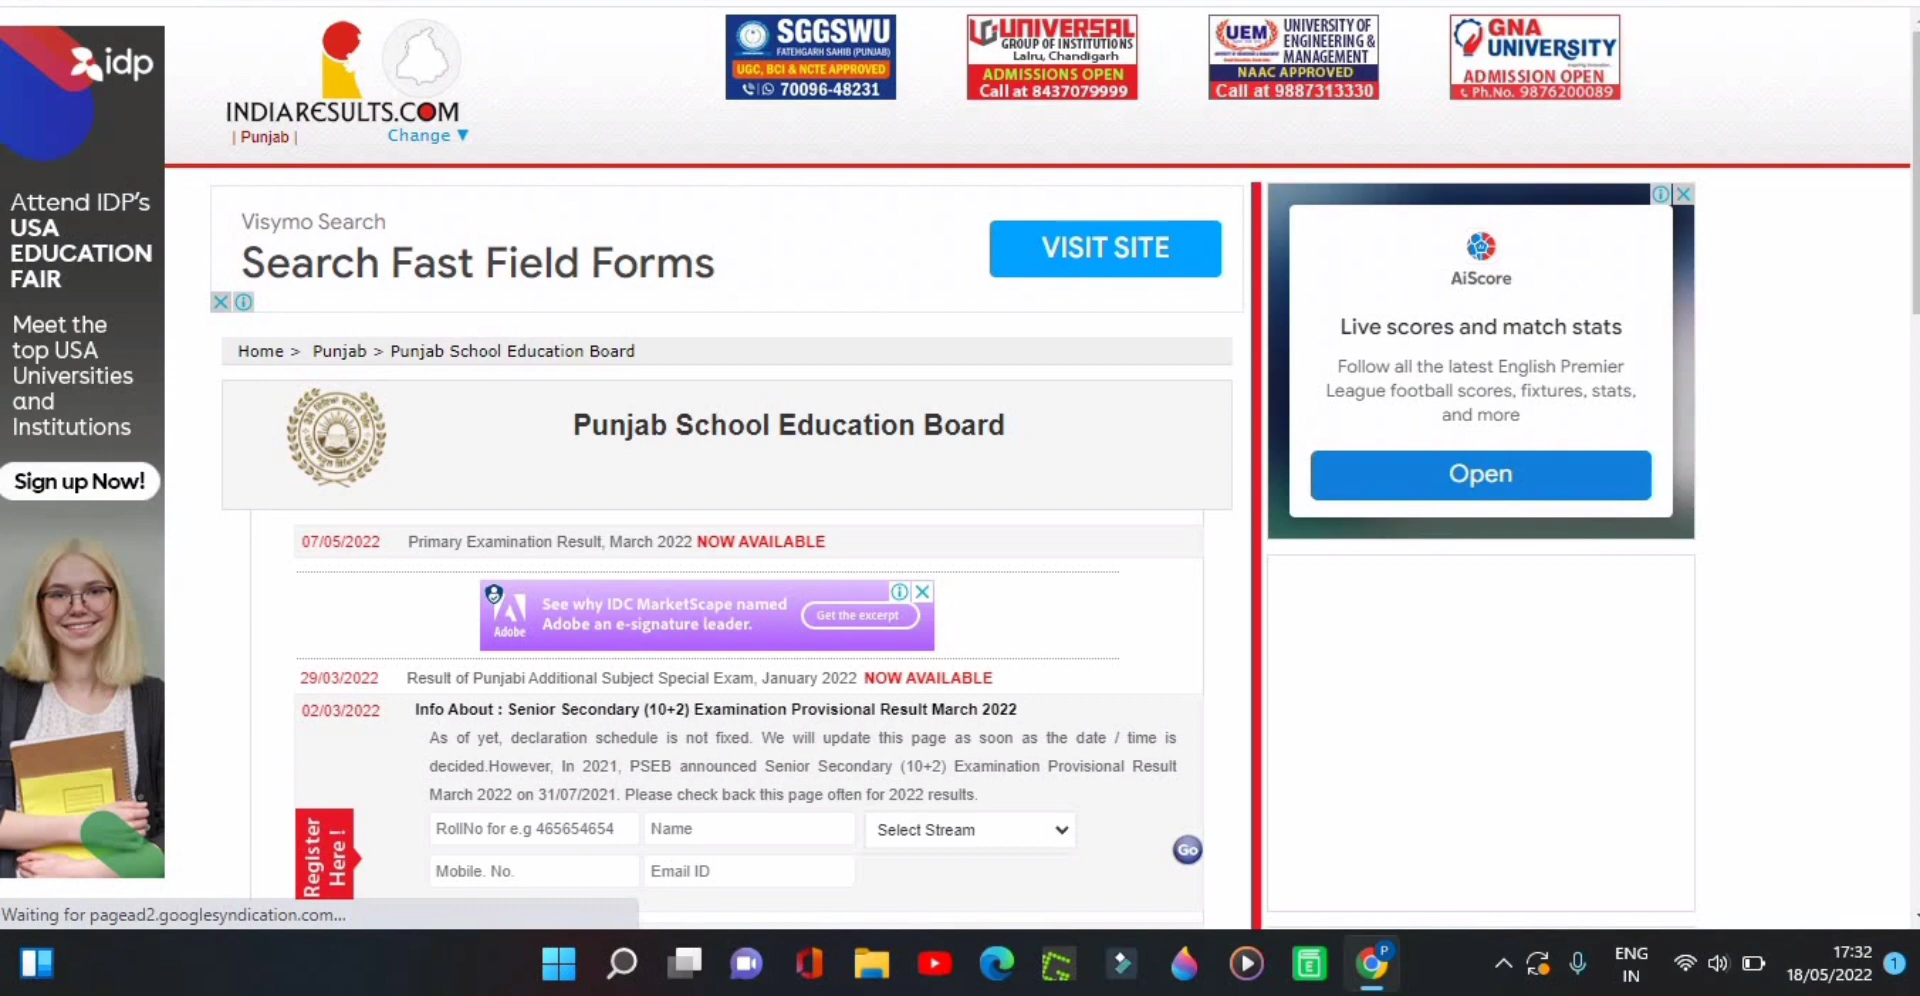 idp
Attend IDP's
USA
EDUCATION
FAIR
Meet the
top USA
Universities
and
Institutions
Sign up Now!
INDIARESULTS.COM
| Punjab |
Change ▼
SGGSWU
FATEHGARH SAHIB (PUNJAB)
UGC, BCI & NCTE APPROVED
70096-48231
UNIVERSAL
GROUP OF INSTITUTIONS
Lalru, Chandigarh
ADMISSIONS OPEN
Call at 8437079999
UEM
UNIVERSITY OF
ENGINEERING &
MANAGEMENT
NAAC APPROVED
Call at 9887313330
GNA
UNIVERSITY
ADMISSION OPEN
Ph.No. 9876200089
Visymo Search
Search Fast Field Forms
VISIT SITE
Home > Punjab > Punjab School Education Board
Punjab School Education Board
07/05/2022 Primary Examination Result, March 2022 NOW AVAILABLE
Adobe
See why IDC MarketScape named
Adobe an e-signature leader.
Get the excerpt
29/03/2022 Result of Punjabi Additional Subject Special Exam, January 2022 NOW AVAILABLE
02/03/2022 Info About : Senior Secondary (10+2) Examination Provisional Result March 2022
As of yet, declaration schedule is not fixed. We will update this page as soon as the date / time is
decided.However, In 2021, PSEB announced Senior Secondary (10+2) Examination Provisional Result
March 2022 on 31/07/2021. Please check back this page often for 2022 results.
Register
Here !
RollNo for e.g 465654654 Name Select Stream
Go
Mobile. No. Email ID
AiScore
Live scores and match stats
Follow all the latest English Premier
League football scores, fixtures, stats,
and more
Open
Waiting for pagead2.googlesyndication.com...
ENG
IN
17:32
18/05/2022
1